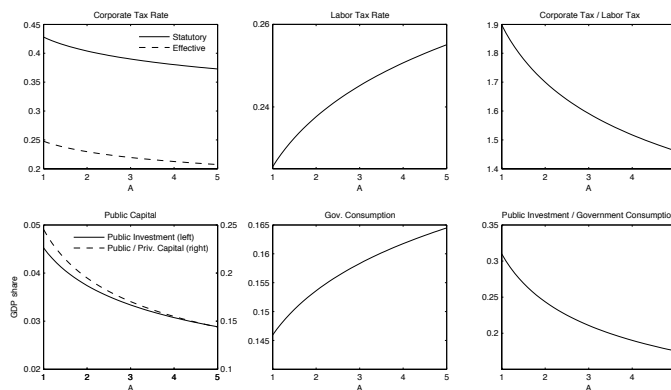 Corporate Tax Rate
0.45
0.4
0.35
0.3
0.25
0.2
Statutory
Effective
1 2 3 4 5
A
Labor Tax Rate
0.26
0.24
1 2 3 4 5
A
Corporate Tax / Labor Tax
1.9
1.8
1.7
1.6
1.5
1.4
1 2 3 4 5
A
Public Capital
GDP share
0.05
0.04
0.03
0.02
Public Investment (left)
Public / Priv. Capital (right)
0.25
0.2
0.15
0.1
1 2 3 4 5
A
Gov. Consumption
0.165
0.16
0.155
0.15
0.145
1 2 3 4 5
A
Public Investment / Government Consumption
0.35
0.3
0.25
0.2
1 2 3 4 5
A